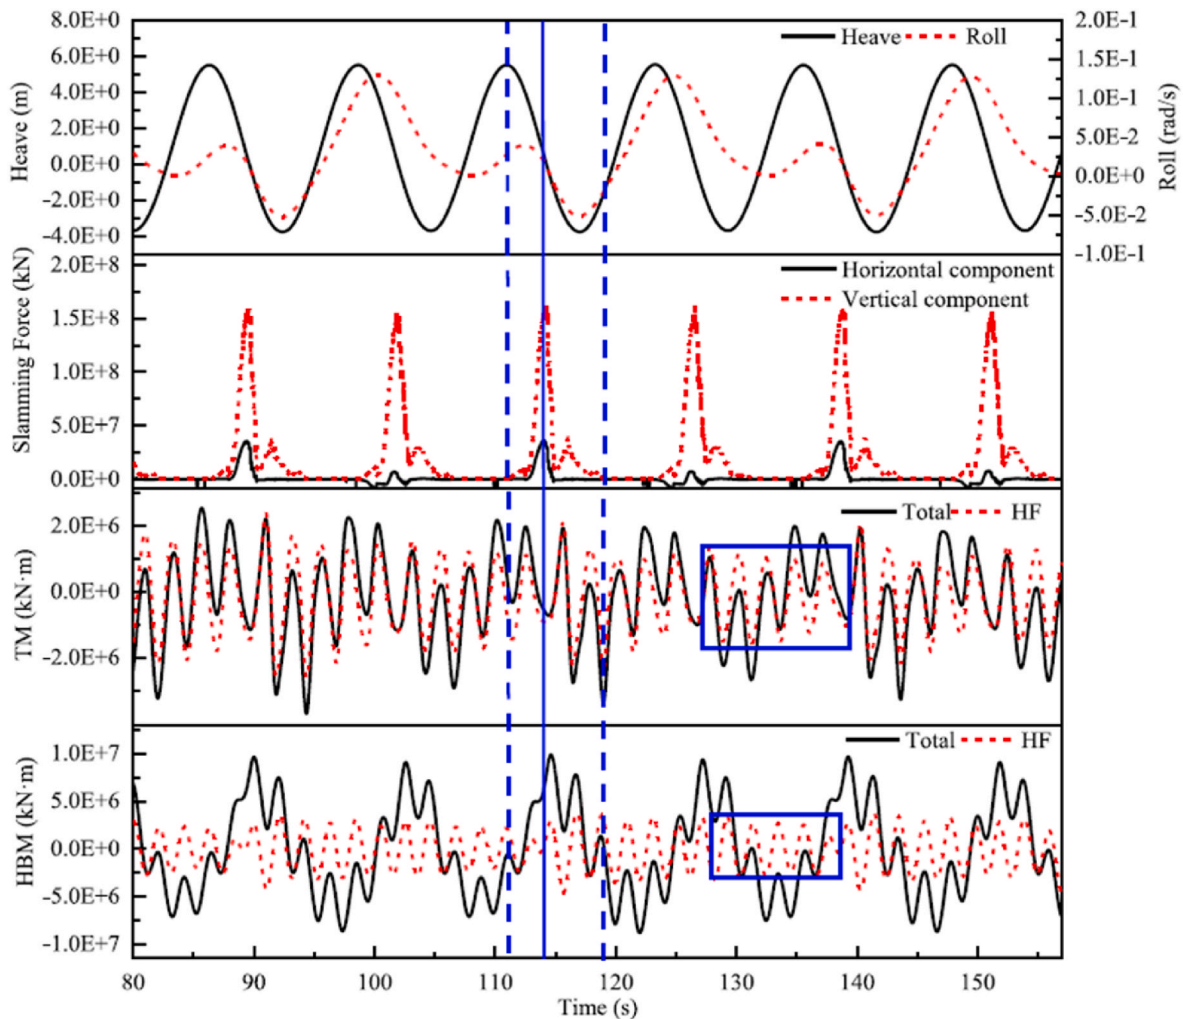 8.0E+0
6.0E+0
4.0E+0
2.0E+0
0.0E+0
-2.0E+0
-4.0E+0
Heave (m)
Heave Roll
2.0E-1
1.5E-1
1.0E-1
5.0E-2
0.0E+0
-5.0E-2
-1.0E-1
Roll (rad/s)
2.0E+8
1.5E+8
1.0E+8
5.0E+7
0.0E+0
Slamming Force (kN)
Horizontal component
Vertical component
2.0E+6
0.0E+0
-2.0E+6
TM (kN·m)
Total HF
1.0E+7
5.0E+6
0.0E+0
-5.0E+6
-1.0E+7
HBM (kN·m)
Total HF
80 90 100 110 120 130 140 150
Time (s)